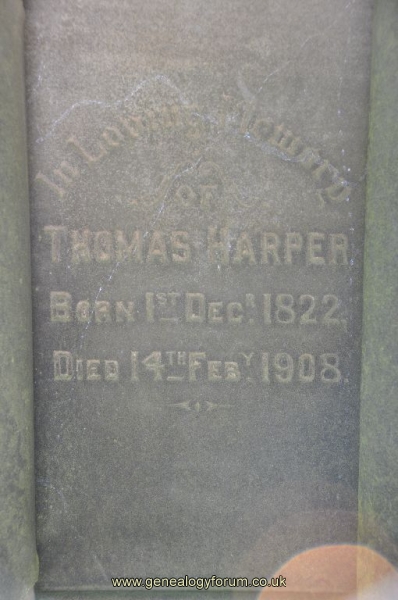 In Loving Memory
OF
THOMAS HARPER
BORN 1ST DECR. 1822.
DIED 14TH FEBY. 1908.
www.genealogyforum.co.uk